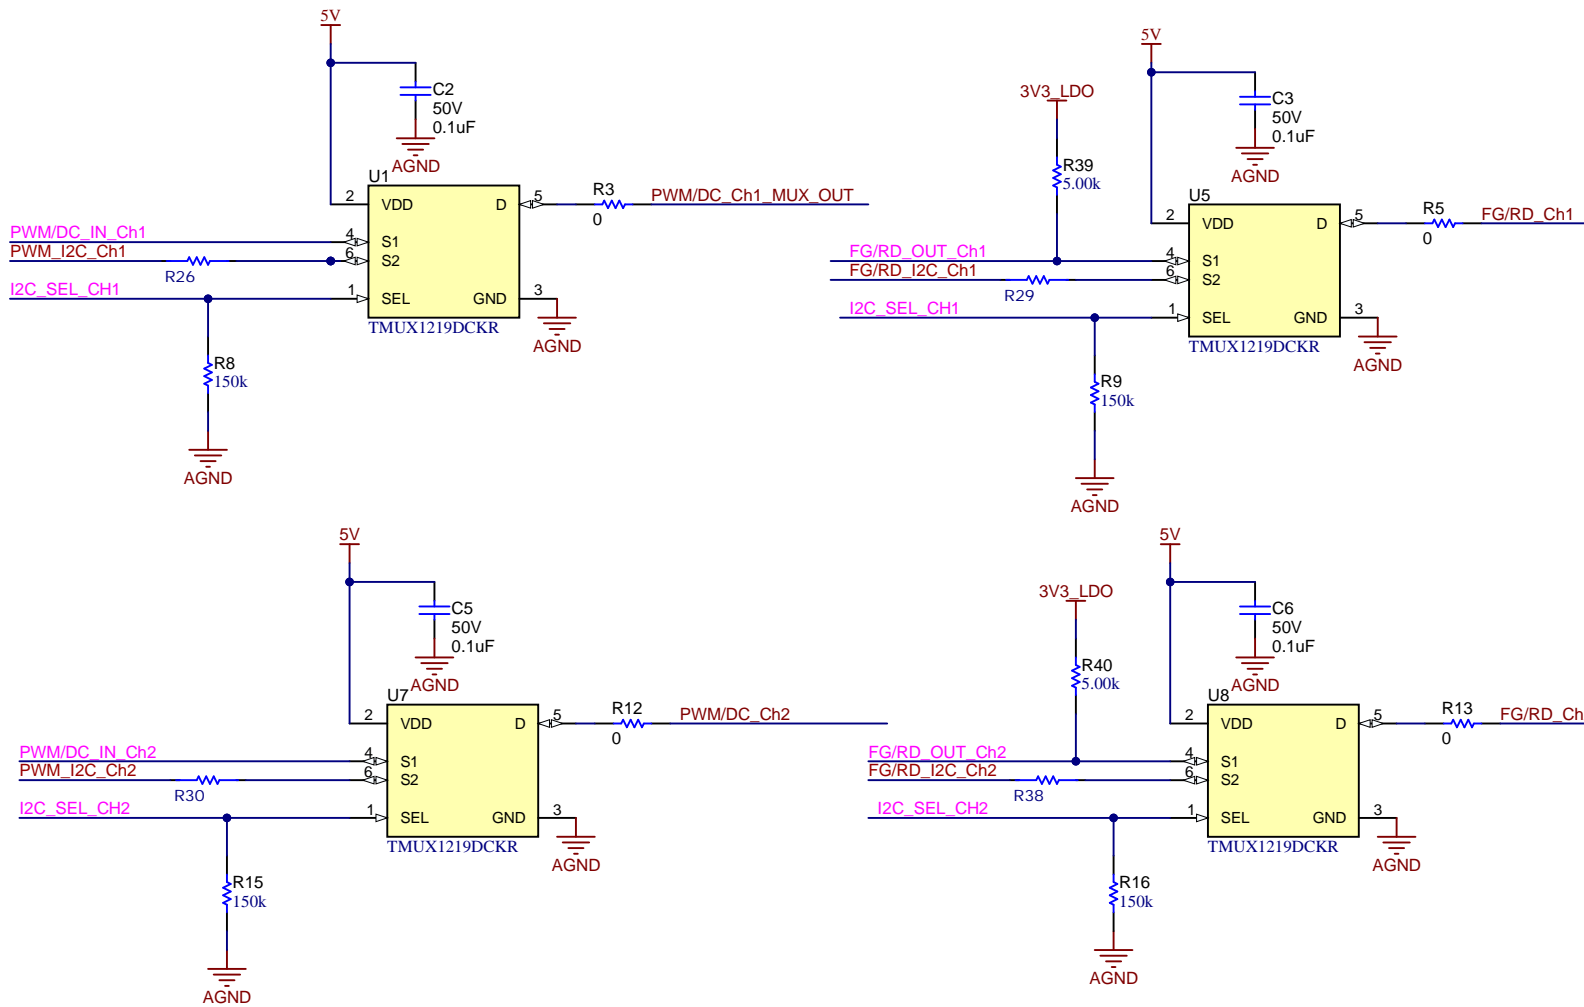 5V
C2
50V
0.1uF
AGND
U1
2
VDD
D
5
R3
0
PWM/DC_Ch1_MUX_OUT
PWM/DC_IN_Ch1
4
S1
PWM_I2C_Ch1
R26
6
S2
I2C_SEL_CH1
1
SEL
GND
3
TMUX1219DCKR
AGND
R8
150k
AGND
5V
C3
50V
0.1uF
AGND
3V3_LDO
R39
5.00k
U5
2
VDD
D
5
R5
0
FG/RD_Ch1
FG/RD_OUT_Ch1
4
S1
FG/RD_I2C_Ch1
R29
6
S2
I2C_SEL_CH1
1
SEL
GND
3
TMUX1219DCKR
AGND
R9
150k
AGND
5V
C5
50V
0.1uF
AGND
U7
2
VDD
D
5
R12
0
PWM/DC_Ch2
PWM/DC_IN_Ch2
4
S1
PWM_I2C_Ch2
R30
6
S2
I2C_SEL_CH2
1
SEL
GND
3
TMUX1219DCKR
AGND
R15
150k
AGND
5V
C6
50V
0.1uF
AGND
3V3_LDO
R40
5.00k
U8
2
VDD
D
5
R13
0
FG/RD_Ch
FG/RD_OUT_Ch2
4
S1
FG/RD_I2C_Ch2
R38
6
S2
I2C_SEL_CH2
1
SEL
GND
3
TMUX1219DCKR
AGND
R16
150k
AGND